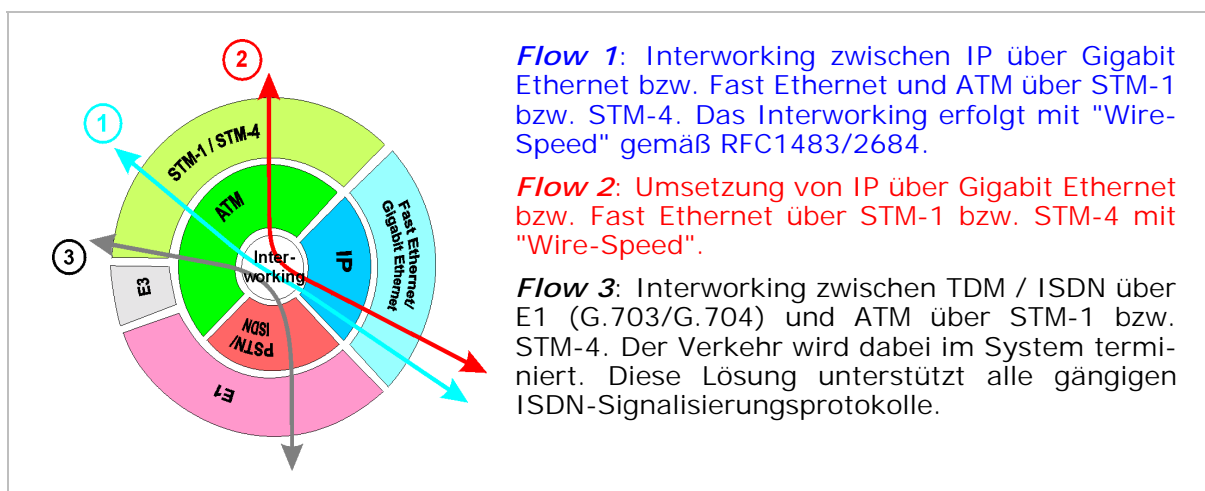 2
1
STM-1 / STM-4
ATM
Fast Ethernet/
Gigabit Ethernet
IP
3
Inter-
working
E3
PSTN/
ISDN
E1
Flow 1: Interworking zwischen IP über Gigabit
Ethernet bzw. Fast Ethernet und ATM über STM-1
bzw. STM-4. Das Interworking erfolgt mit "Wire-
Speed" gemäß RFC1483/2684.
Flow 2: Umsetzung von IP über Gigabit Ethernet
bzw. Fast Ethernet über STM-1 bzw. STM-4 mit
"Wire-Speed".
Flow 3: Interworking zwischen TDM / ISDN über
E1 (G.703/G.704) und ATM über STM-1 bzw.
STM-4. Der Verkehr wird dabei im System termi-
niert. Diese Lösung unterstützt alle gängigen
ISDN-Signalisierungsprotokolle.